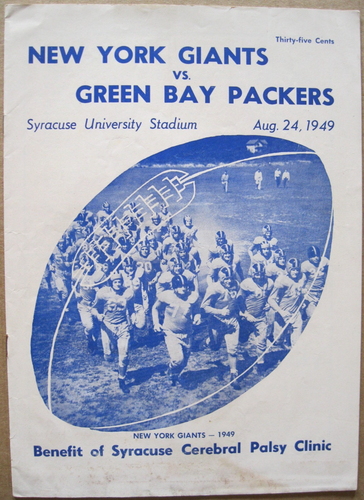 Thirty-five Cents
NEW YORK GIANTS
VS.
GREEN BAY PACKERS
Syracuse University Stadium Aug. 24, 1949
NEW YORK GIANTS — 1949
Benefit of Syracuse Cerebral Palsy Clinic